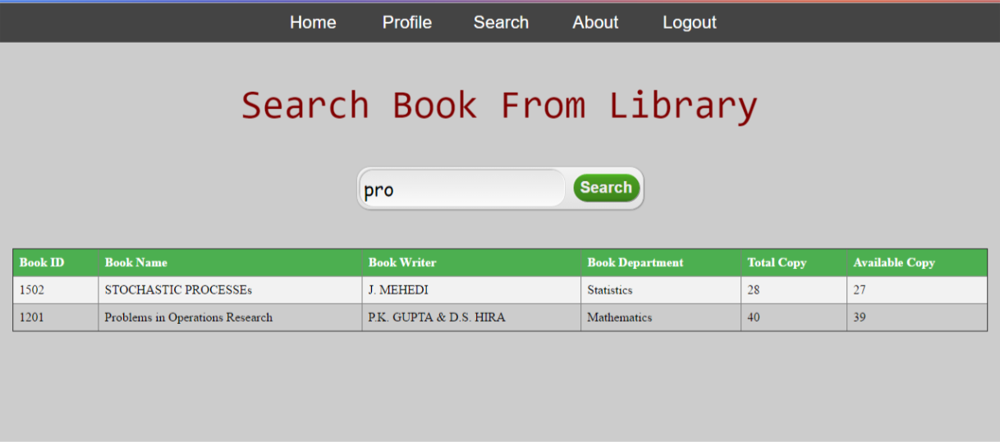 Home Profile Search About Logout
Search Book From Library
pro Search
Book ID Book Name Book Writer Book Department Total Copy Available Copy
1502 STOCHASTIC PROCESSEs J. MEHEDI Statistics 28 27
1201 Problems in Operations Research P.K. GUPTA & D.S. HIRA Mathematics 40 39